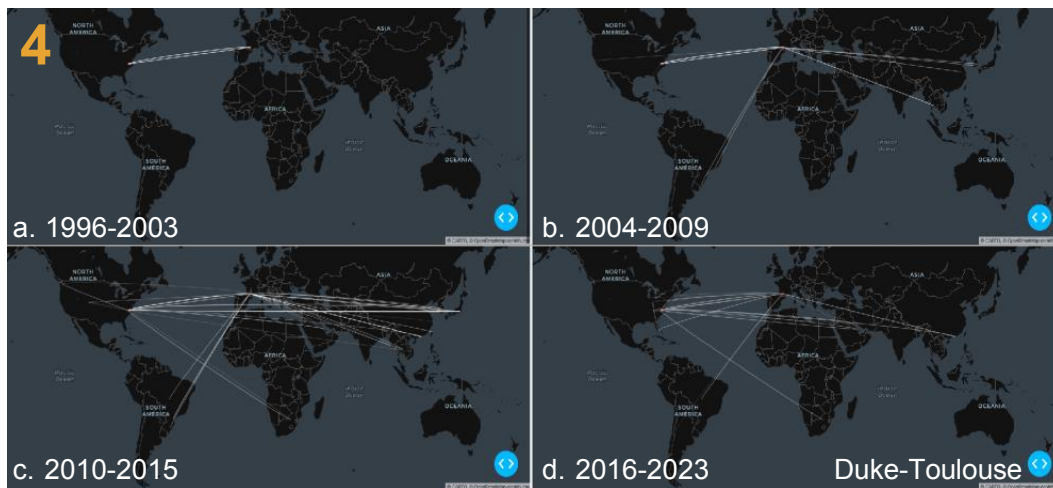 4
NORTH
AMERICA
ASIA
AFRICA
SOUTH
AMERICA
OCEANIA
a. 1996-2003
NORTH
AMERICA
ASIA
AFRICA
SOUTH
AMERICA
OCEANIA
b. 2004-2009
NORTH
AMERICA
ASIA
AFRICA
SOUTH
AMERICA
OCEANIA
c. 2010-2015
NORTH
AMERICA
ASIA
AFRICA
SOUTH
AMERICA
OCEANIA
d. 2016-2023
Duke-Toulouse